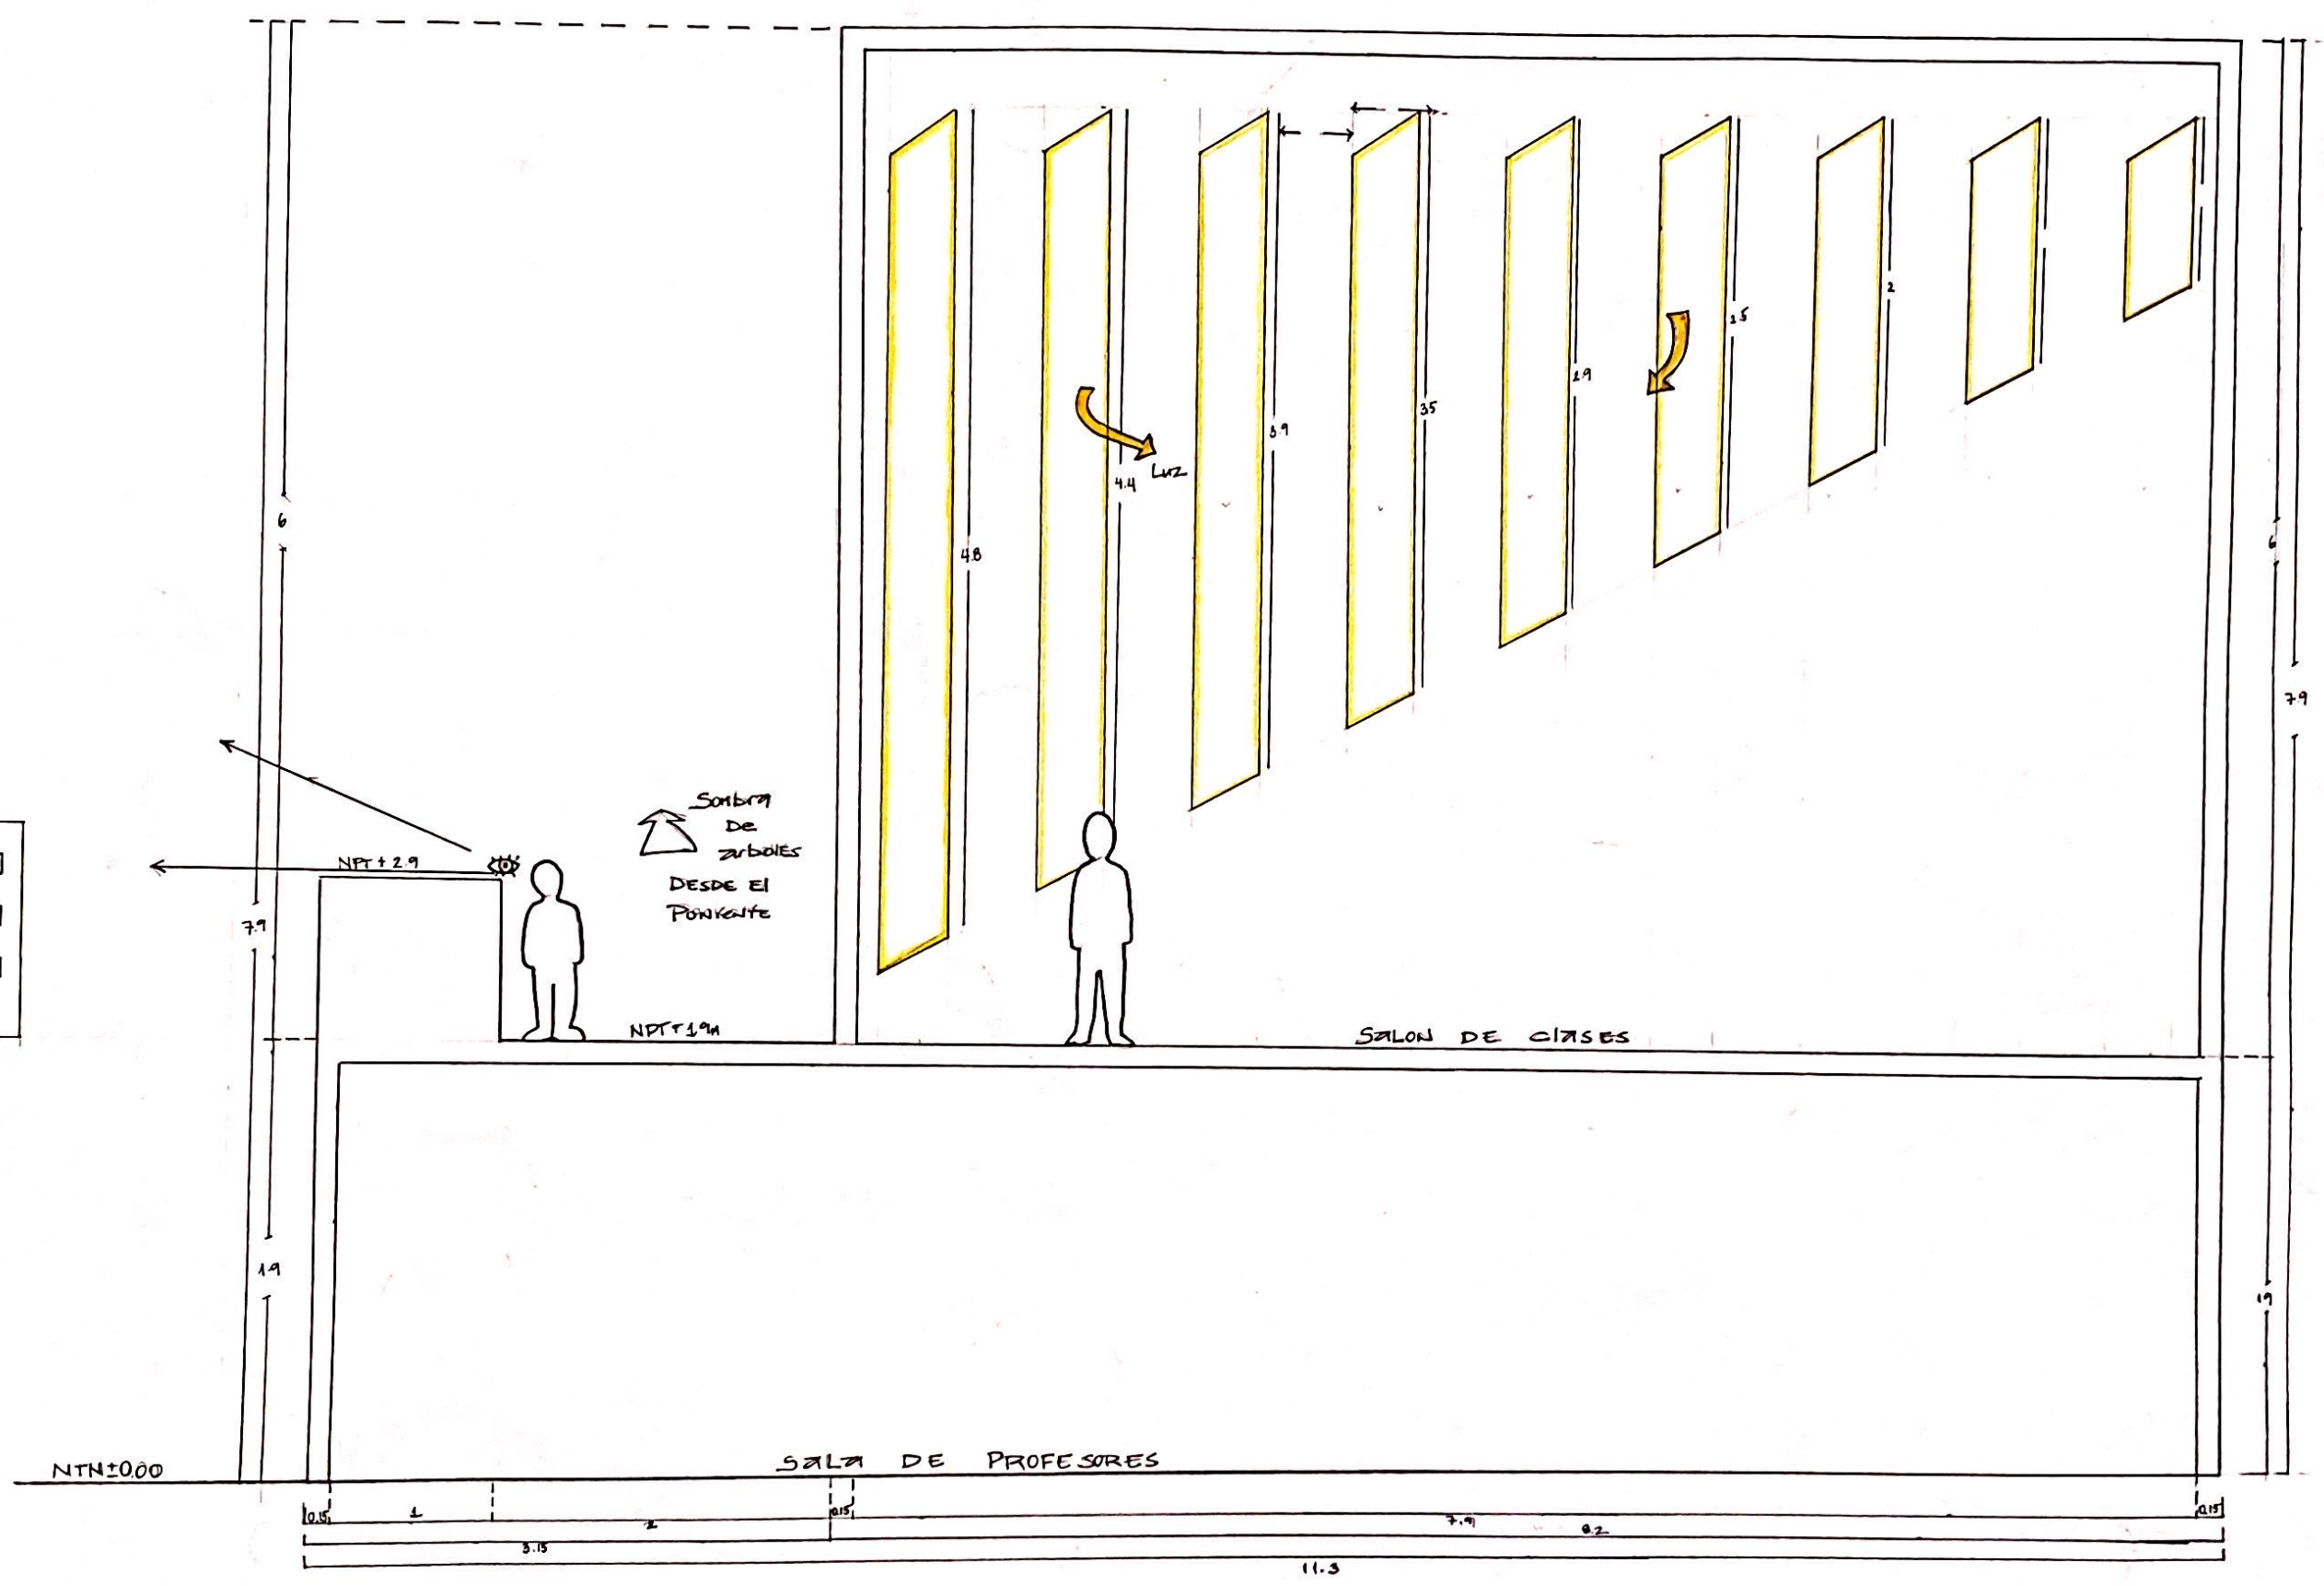 4.8
4.4
3.9
3.5
2.9
2.5
2
Luz
6
7.9
1.9
6
7.9
1.9
Sombra
De
arboles
DESDE El
Poniente
NPT + 2.9
NPT + 1.9m
SALON DE ClASES
SALA DE PROFESORES
NTN±0.00
0.15
1
2
0.15
7.9
0.15
8.2
3.15
11.3